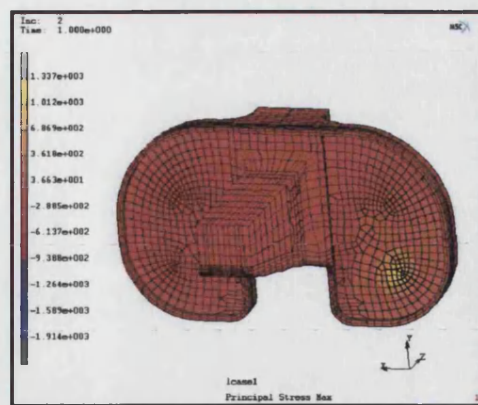 Inc: 2
Time: 1.000e+000
MSC
1.337e+003
1.012e+003
6.869e+002
3.618e+002
3.663e+001
-2.885e+002
-6.137e+002
-9.388e+002
-1.264e+003
-1.589e+003
-1.914e+003
Y
Z
X
lcase1
Principal Stress Max
1